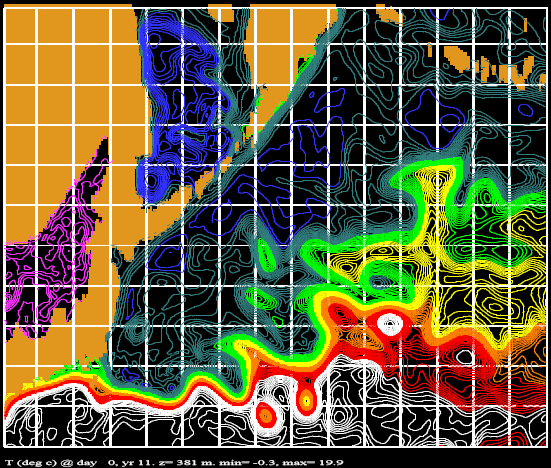 T (deg c) @ day 0, yr 11. z= 381 m. min= -0.3, max= 19.9